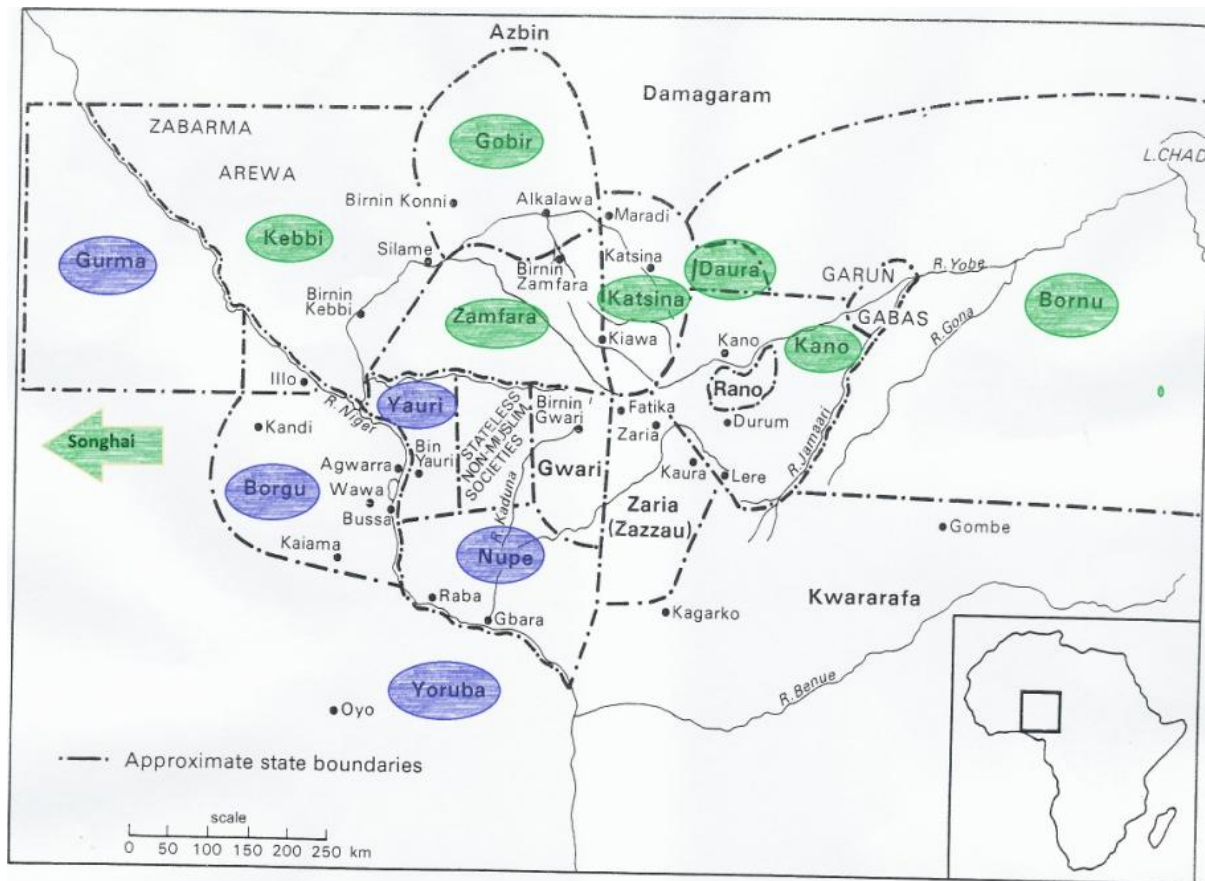 Azbin
Damagaram
ZABARMA
Gobir
L.CHAD
AREWA
Birnin Konni
Alkalawa
Maradi
Kebbi
Gurma
Silame
Birnin
Zamfara
Katsina
Daura
GARUN
R.Yobe
Birnin
Kebbi
Zamfara
Katsina
GABAS
R.Gona
Bornu
Kiawa
Kano
Kano
Illo
R.Niger
Yauri
STATELESS
NON-MUSLIM
SOCIETIES
Birnin
Gwari
Fatika
Rano
Songhai
Kandi
Zaria
Durum
R.Jamaari
Agwarra
Bin
Yauri
Gwari
Kaura
Lere
Borgu
Wawa
Bussa
R.Kaduna
Zaria
(Zazzau)
Gombe
Kaiama
Nupe
Raba
Gbara
Kagarko
Kwararafa
Yoruba
R.Benue
Oyo
Approximate state boundaries
scale
0 50 100 150 200 250 km